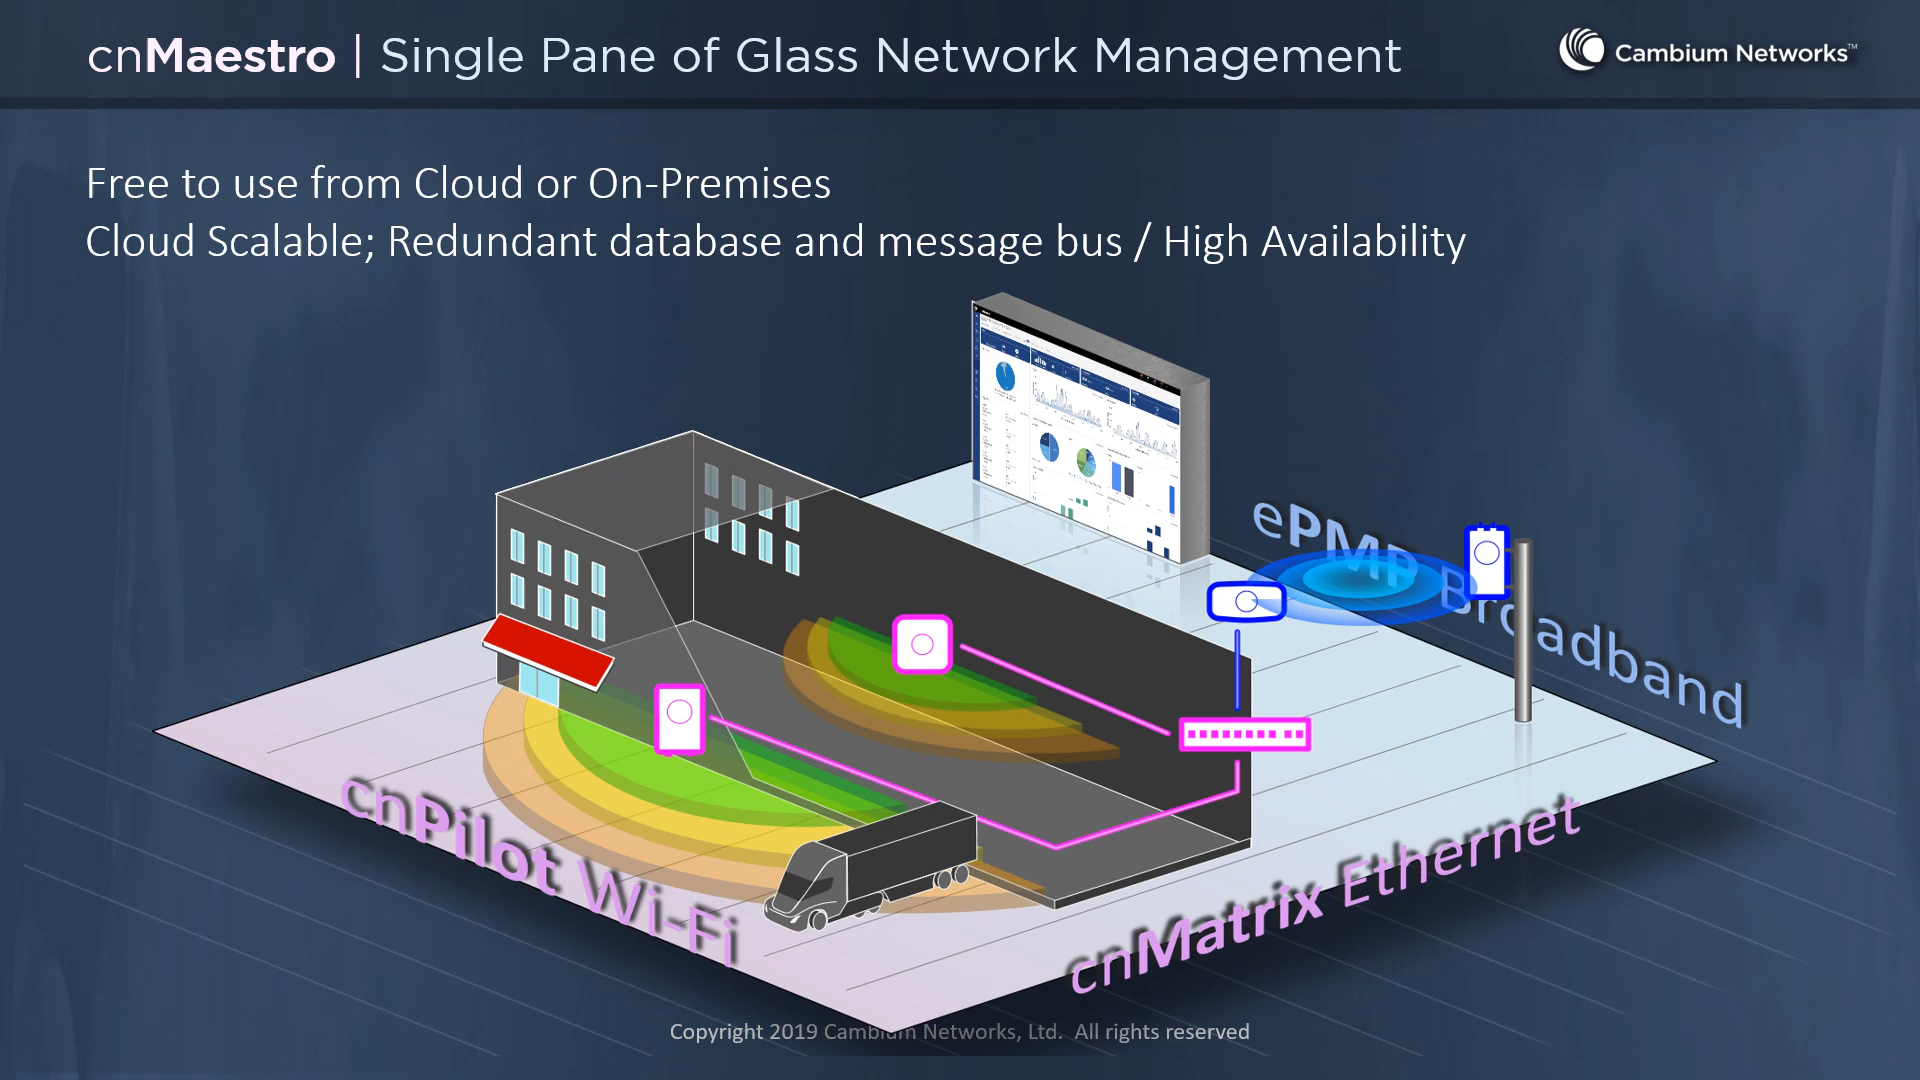 cnMaestro | Single Pane of Glass Network Management
Cambium Networks™
Free to use from Cloud or On-Premises
Cloud Scalable; Redundant database and message bus / High Availability
ePMP Broadband
cnPilot Wi-Fi
cnMatrix Ethernet
Copyright 2019 Cambium Networks, Ltd. All rights reserved